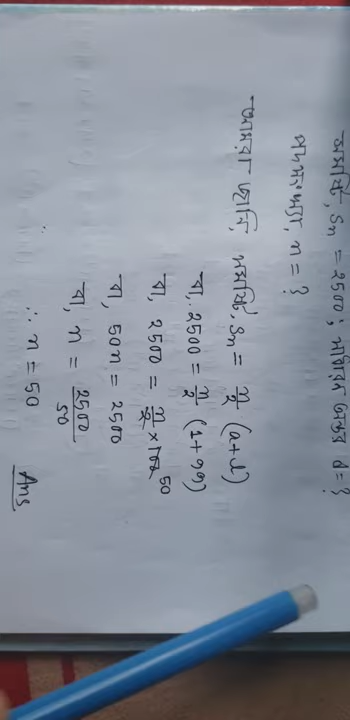 সমষ্টি, Sn = 2500; সাধারণ অন্তর d = ?
পদসংখ্যা, n = ?
আমরা জানি, সমষ্টি, Sn = n/2 (a+l)
বা, 2500 = n/2 (1+99)
বা, 2500 = n/2 × 100 50
বা, 50n = 2500
বা, n = 2500/50
∴ n = 50
Ans